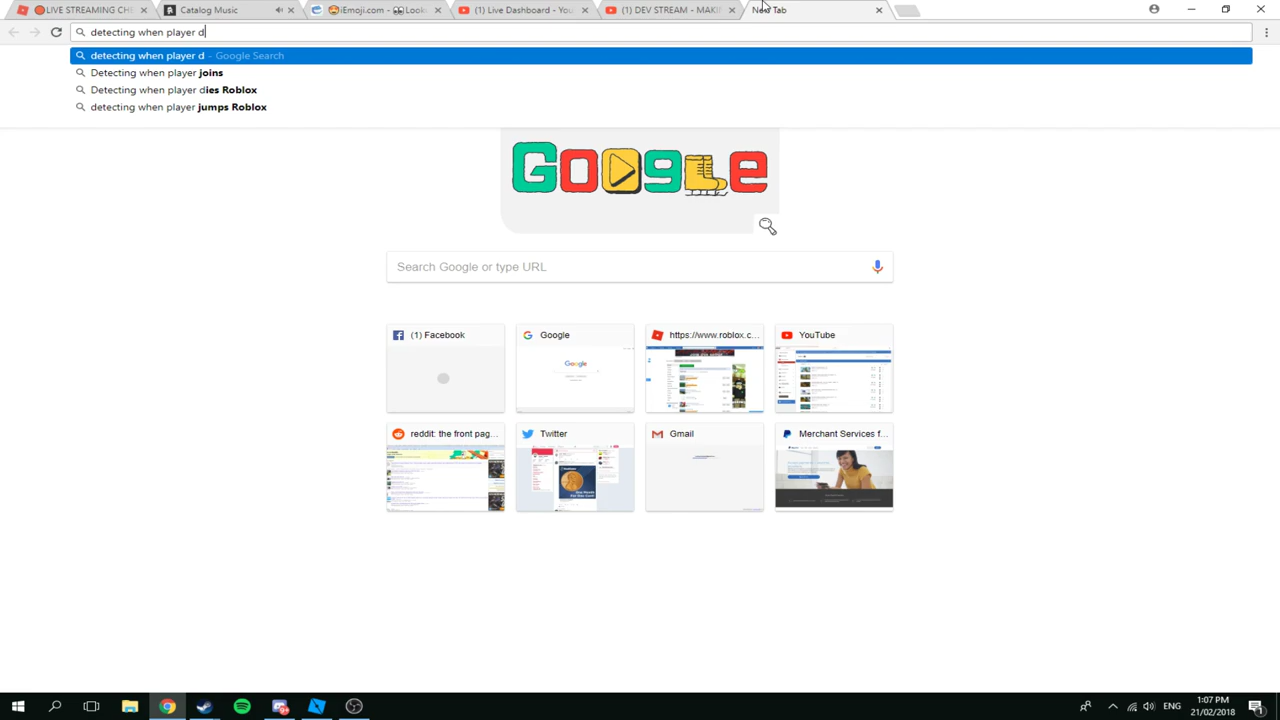 LIVE STREAMING CHE
Catalog Music
iEmoji.com - 👀Look
(1) Live Dashboard - You
(1) DEV STREAM - MAKI
New Tab
detecting when player d
detecting when player d - Google Search
Detecting when player joins
Detecting when player dies Roblox
detecting when player jumps Roblox
Google
Search Google or type URL
(1) Facebook
Google
https://www.roblox.c...
YouTube
reddit: the front pag...
Twitter
Gmail
Merchant Services f...
ENG
1:07 PM
21/02/2018